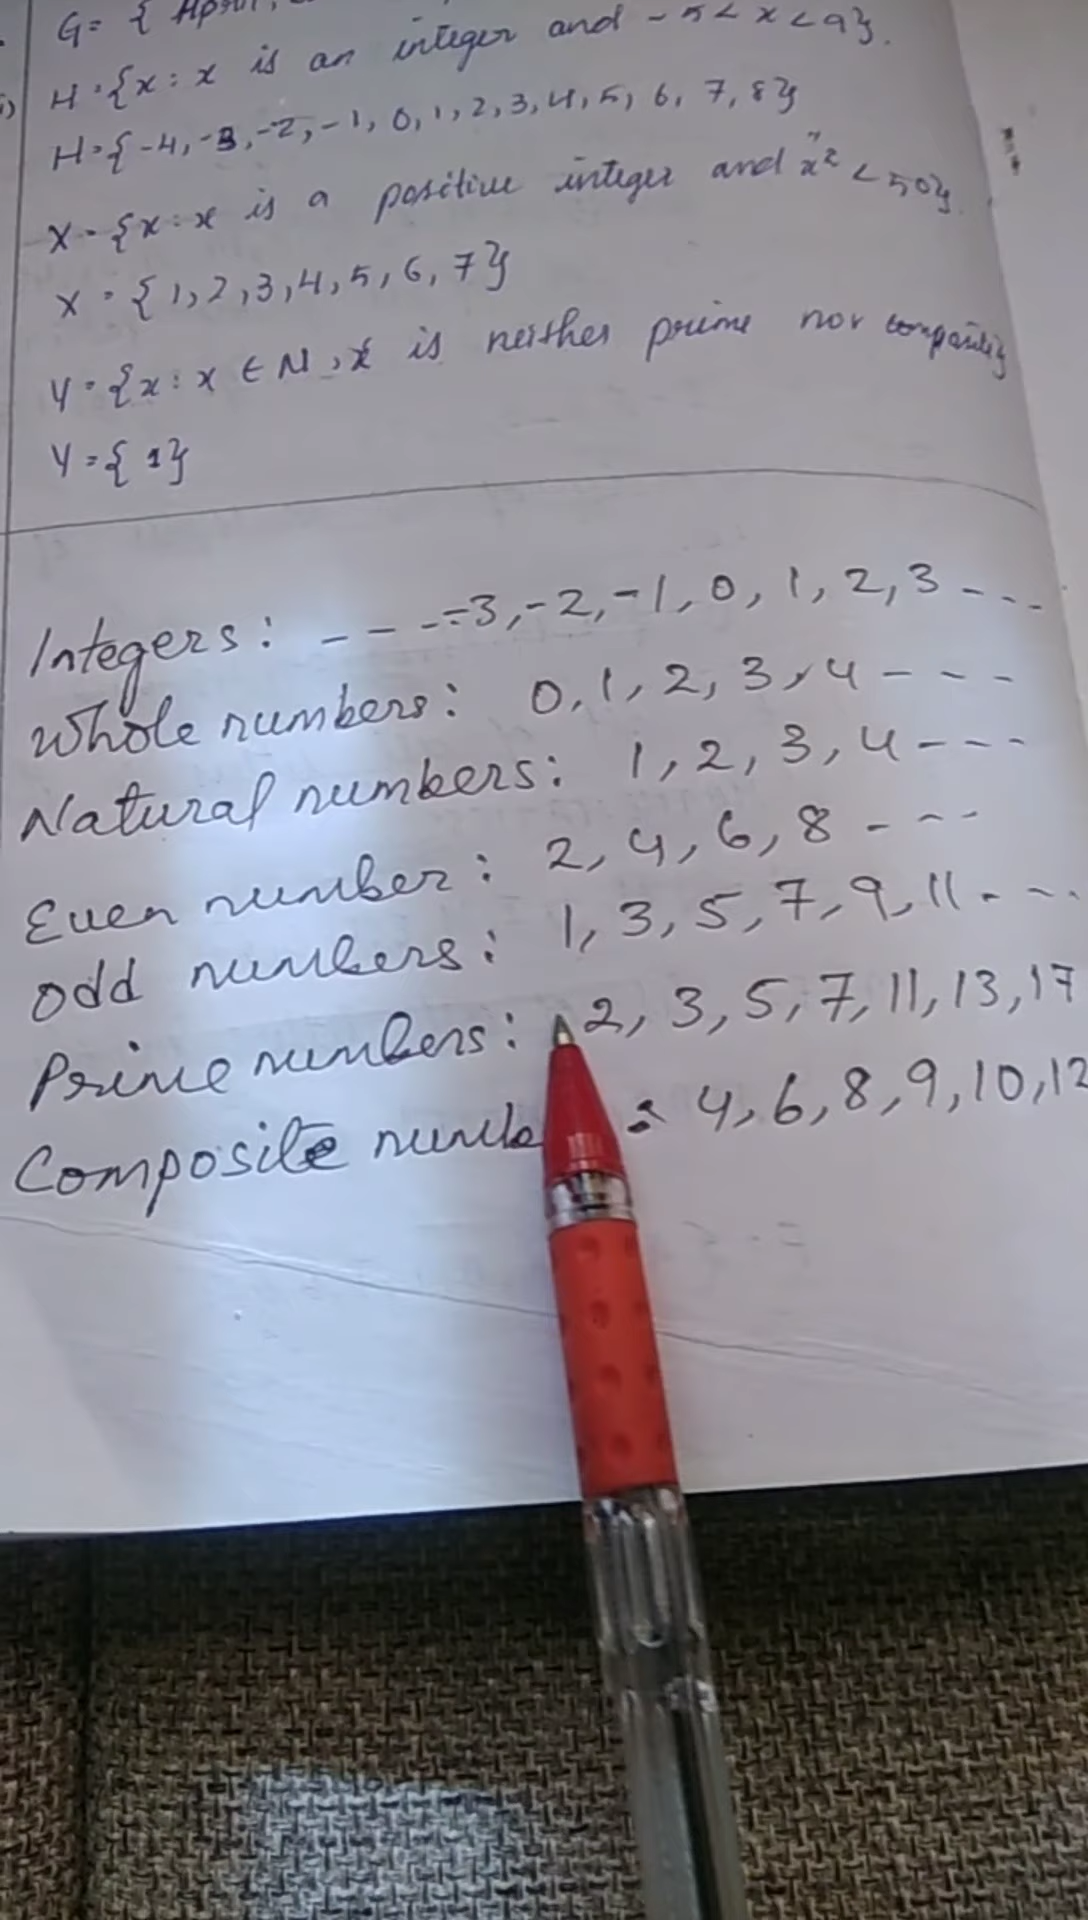 G = { April,
H = {x : x is an integer and -5 < x < 9}.
H = {-4, -3, -2, -1, 0, 1, 2, 3, 4, 5, 6, 7, 8}
X = {x : x is a positive integer and x² < 50}.
X = {1, 2, 3, 4, 5, 6, 7}
Y = {x : x ∈ N, x is neither prime nor composite}
Y = {1}
Integers: - - - -3, -2, -1, 0, 1, 2, 3 - - -
Whole numbers: 0, 1, 2, 3, 4 - - -
Natural numbers: 1, 2, 3, 4 - - -
Even number: 2, 4, 6, 8 - - -
Odd numbers: 1, 3, 5, 7, 9, 11 - - -
Prime numbers: 2, 3, 5, 7, 11, 13, 17
Composite numb : 4, 6, 8, 9, 10, 12